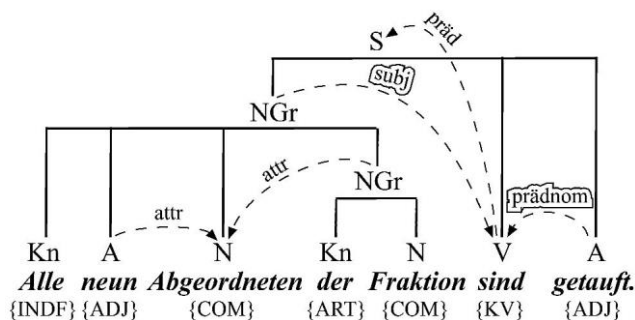 S präd
subj
NGr
attr
NGr
attr prädnom
Kn A N Kn N V A
Alle neun Abgeordneten der Fraktion sind getauft.
{INDF} {ADJ} {COM} {ART} {COM} {KV} {ADJ}